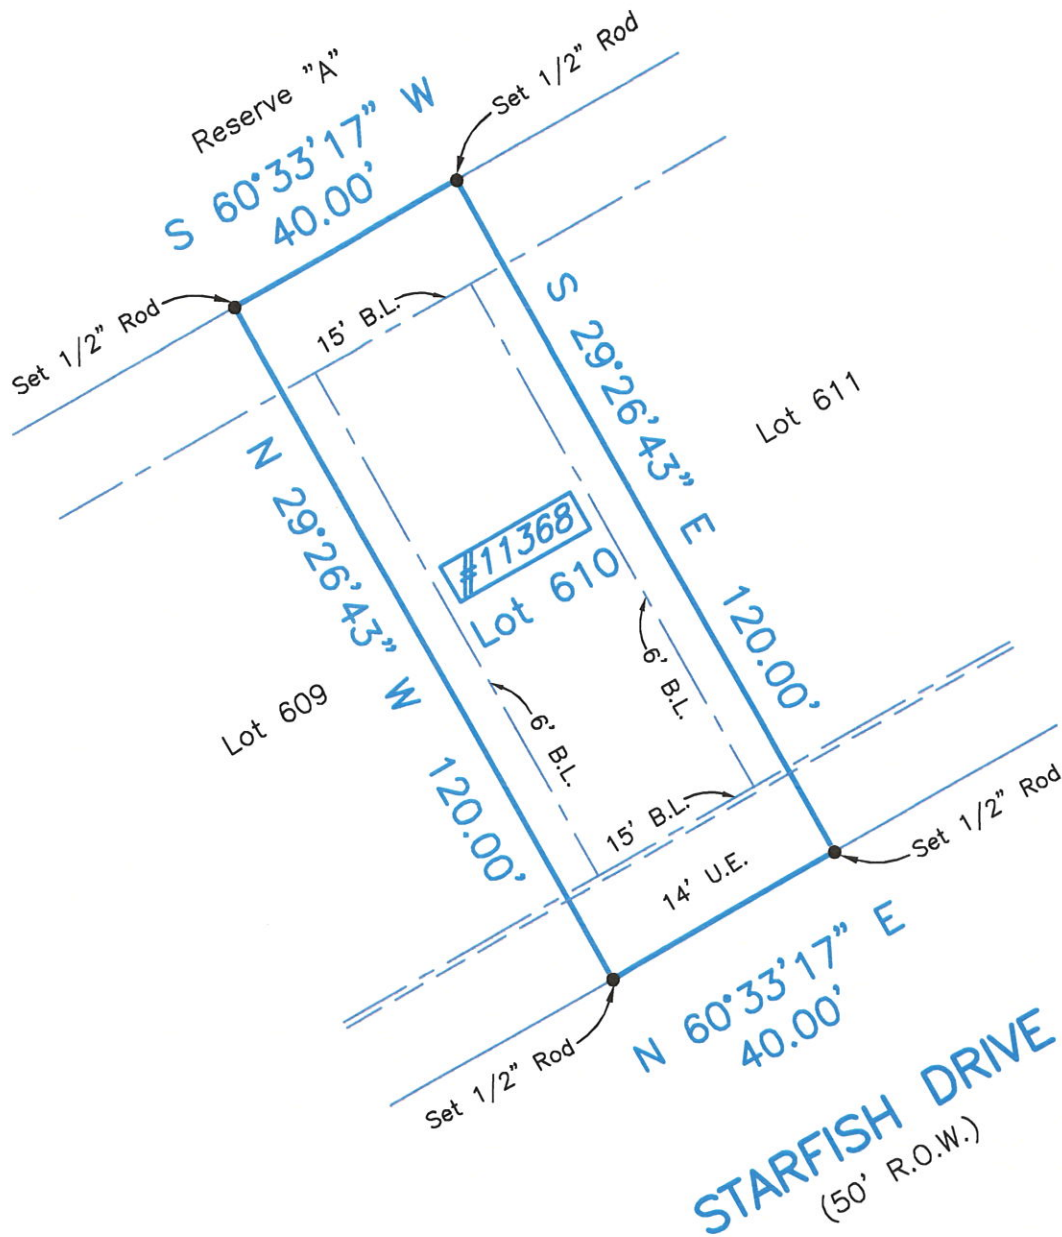 Reserve "A"
S 60°33'17" W
40.00'
Set 1/2" Rod
Set 1/2" Rod
15' B.L.
S 29°26'43" E 120.00'
Lot 611
N 29°26'43" W 120.00'
#11368
Lot 610
Lot 609
6' B.L.
6' B.L.
15' B.L.
14' U.E.
Set 1/2" Rod
Set 1/2" Rod
N 60°33'17" E
40.00'
STARFISH DRIVE
(50' R.O.W.)